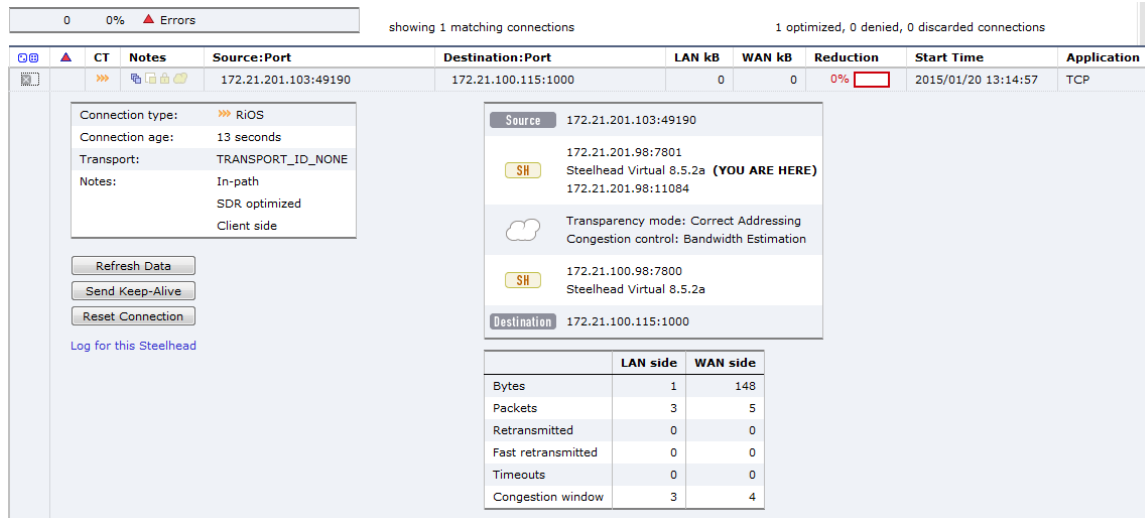 0 0% Errors
showing 1 matching connections
1 optimized, 0 denied, 0 discarded connections
CT Notes Source:Port Destination:Port LAN kB WAN kB Reduction Start Time Application
172.21.201.103:49190 172.21.100.115:1000 0 0 0% 2015/01/20 13:14:57 TCP
Connection type: RiOS
Connection age: 13 seconds
Transport: TRANSPORT_ID_NONE
Notes: In-path
SDR optimized
Client side
Refresh Data
Send Keep-Alive
Reset Connection
Log for this Steelhead
Source 172.21.201.103:49190
172.21.201.98:7801
SH Steelhead Virtual 8.5.2a (YOU ARE HERE)
172.21.201.98:11084
Transparency mode: Correct Addressing
Congestion control: Bandwidth Estimation
172.21.100.98:7800
SH Steelhead Virtual 8.5.2a
Destination 172.21.100.115:1000
LAN side WAN side
Bytes 1 148
Packets 3 5
Retransmitted 0 0
Fast retransmitted 0 0
Timeouts 0 0
Congestion window 3 4